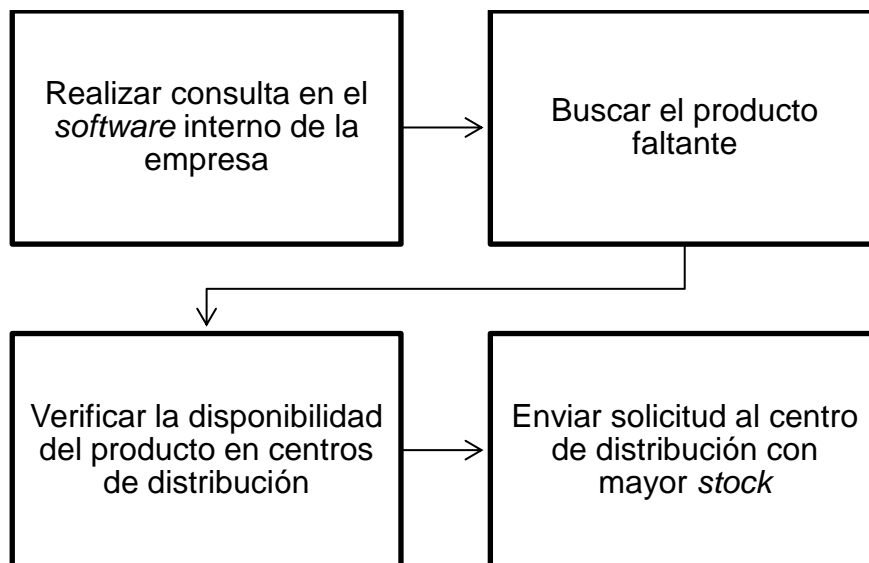 Realizar consulta en el
software interno de la
empresa
Buscar el producto
faltante
Verificar la disponibilidad
del producto en centros
de distribución
Enviar solicitud al centro
de distribución con
mayor stock